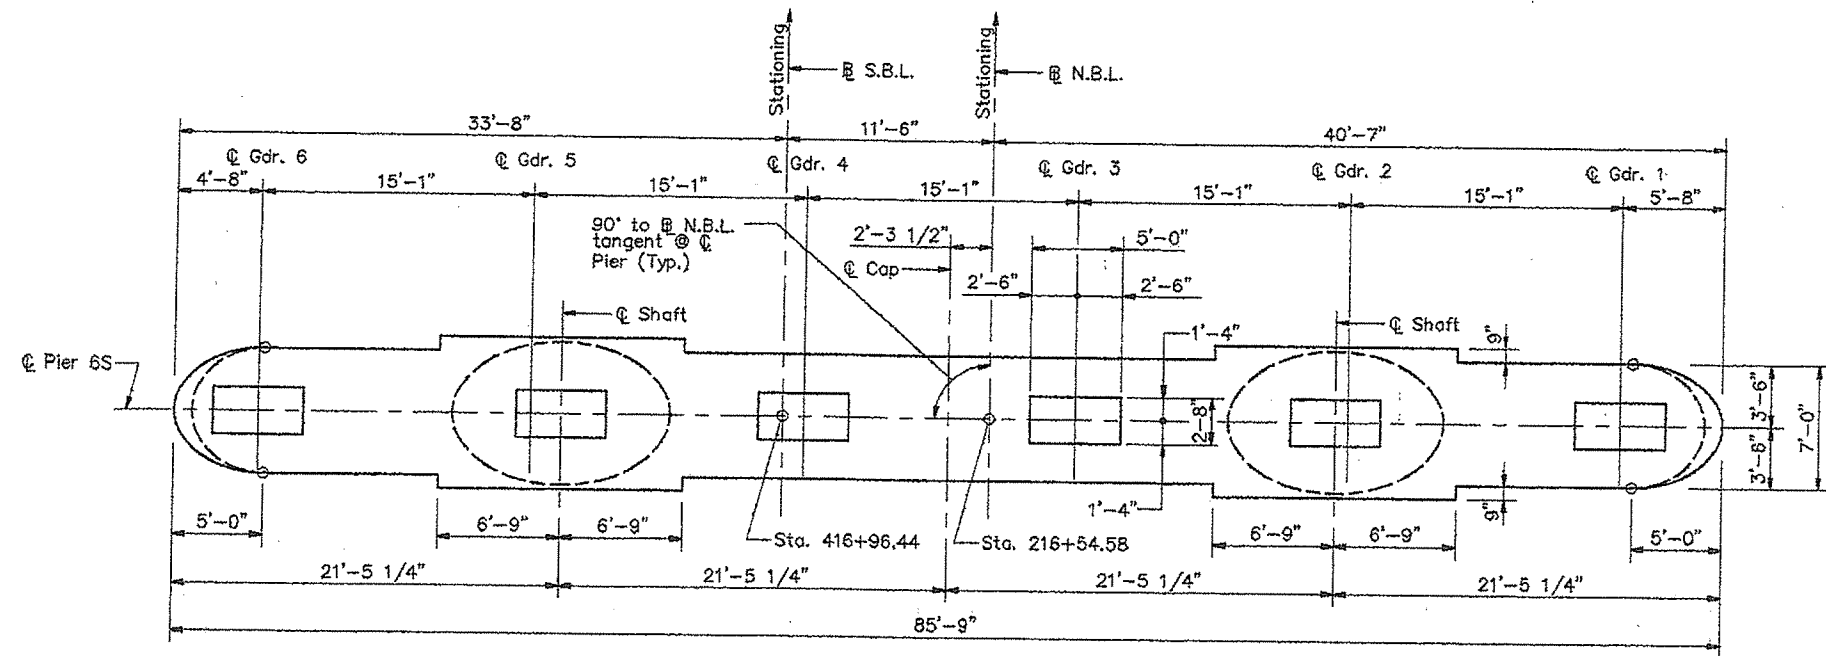 Stationing
Stationing
℄ S.B.L.
℄ N.B.L.
33'-8"
11'-6"
40'-7"
℄ Gdr. 6
℄ Gdr. 5
℄ Gdr. 4
℄ Gdr. 3
℄ Gdr. 2
℄ Gdr. 1
4'-8"
15'-1"
15'-1"
15'-1"
15'-1"
15'-1"
5'-8"
90° to ℄ N.B.L.
tangent @ ℄
Pier (Typ.)
2'-3 1/2"
5'-0"
℄ Cap
2'-6"
2'-6"
℄ Shaft
℄ Shaft
1'-4"
9"
℄ Pier 6S
2'-8"
3'-6"
3'-6"
7'-0"
1'-4"
9"
5'-0"
6'-9"
6'-9"
Sta. 416+96.44
Sta. 216+54.58
6'-9"
6'-9"
5'-0"
21'-5 1/4"
21'-5 1/4"
21'-5 1/4"
21'-5 1/4"
85'-9"